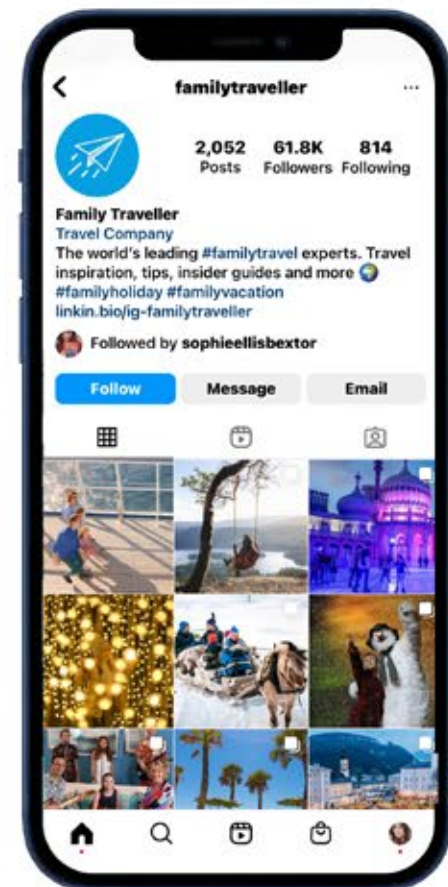 familytraveller
2,052 61.8K 814
Posts Followers Following
Family Traveller
Travel Company
The world's leading #familytravel experts. Travel
inspiration, tips, insider guides and more 🌍
#familyholiday #familyvacation
linkin.bio/ig-familytraveller
Followed by sophieellisbextor
Follow Message Email